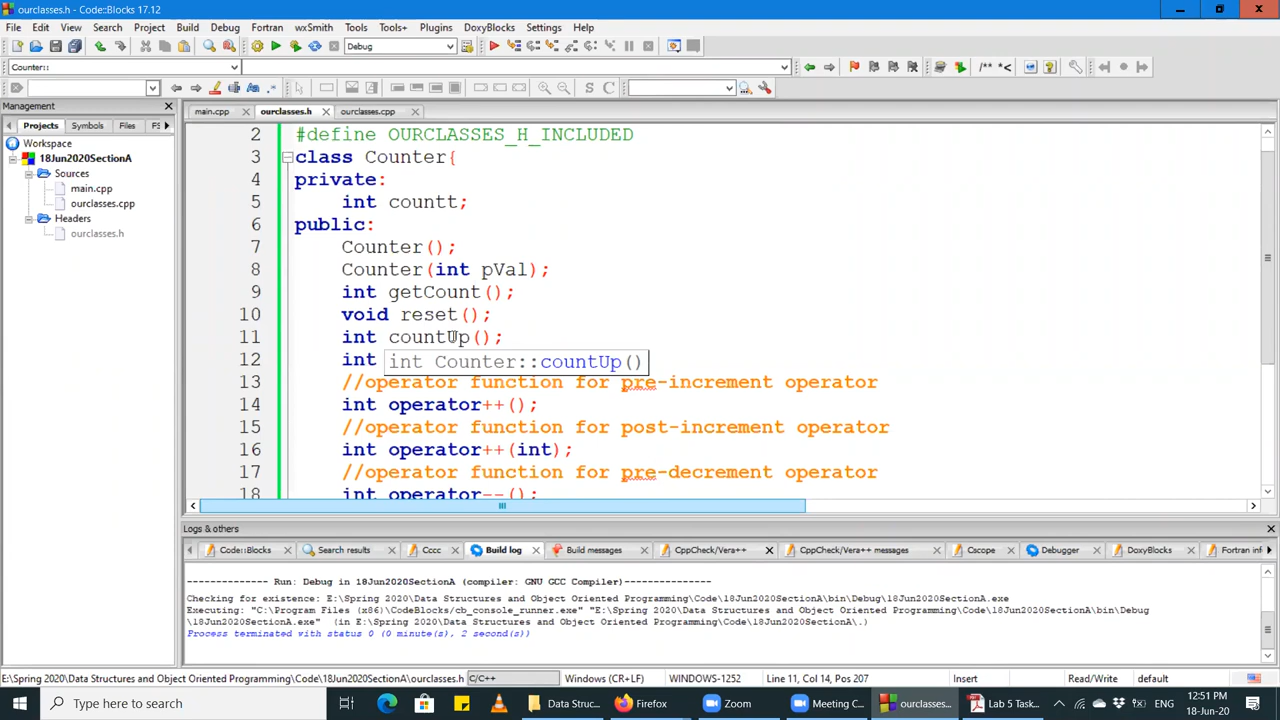 ourclasses.h - Code::Blocks 17.12
File Edit View Search Project Build Debug Fortran wxSmith Tools Tools+ Plugins DoxyBlocks Settings Help
Debug
Counter::
/** *<
S C
Management
Projects Symbols Files FS
main.cpp ourclasses.h ourclasses.cpp
Workspace
18Jun2020SectionA
Sources
main.cpp
ourclasses.cpp
Headers
ourclasses.h
2 #define OURCLASSES_H_INCLUDED
3 class Counter{
4 private:
5 int countt;
6 public:
7 Counter();
8 Counter(int pVal);
9 int getCount();
10 void reset();
11 int countUp();
12 int
int Counter::countUp()
13 //operator function for pre-increment operator
14 int operator++();
15 //operator function for post-increment operator
16 int operator++(int);
17 //operator function for pre-decrement operator
18 int operator--();
Logs & others
Code::Blocks Search results Cccc Build log Build messages CppCheck/Vera++ CppCheck/Vera++ messages Cscope Debugger DoxyBlocks Fortran info
-------------- Run: Debug in 18Jun2020SectionA (compiler: GNU GCC Compiler)---------------
Checking for existence: E:\Spring 2020\Data Structures and Object Oriented Programming\Code\18Jun2020SectionA\bin\Debug\18Jun2020SectionA.exe
Executing: "C:\Program Files (x86)\CodeBlocks/cb_console_runner.exe" "E:\Spring 2020\Data Structures and Object Oriented Programming\Code\18Jun2020SectionA\bin\Debug
\18Jun2020SectionA.exe" (in E:\Spring 2020\Data Structures and Object Oriented Programming\Code\18Jun2020SectionA\.)
Process terminated with status 0 (0 minute(s), 2 second(s))
E:\Spring 2020\Data Structures and Object Oriented Programming\Code\18Jun2020SectionA\ourclasses.h C/C++ Windows (CR+LF) WINDOWS-1252 Line 11, Col 14, Pos 207 Insert Read/Write default
Type here to search
Data Struc... Firefox Zoom Meeting C... ourclasses... Lab 5 Task...
ENG
12:51 PM
18-Jun-20